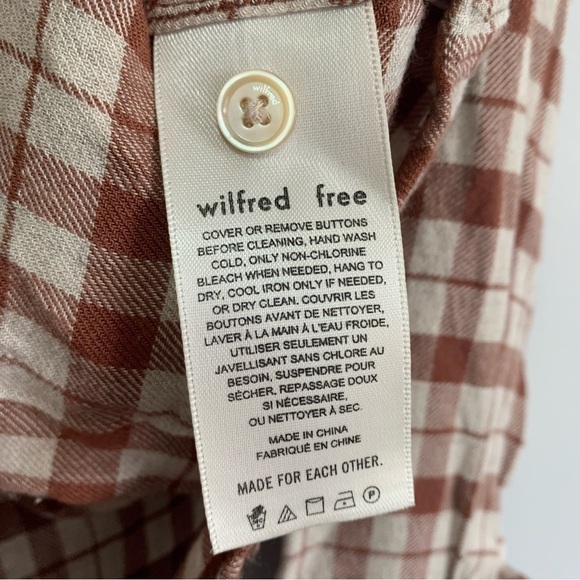 wilfred
wilfred free
COVER OR REMOVE BUTTONS
BEFORE CLEANING, HAND WASH
COLD, ONLY NON-CHLORINE
BLEACH WHEN NEEDED, HANG TO
DRY, COOL IRON ONLY IF NEEDED,
OR DRY CLEAN. COUVRIR LES
BOUTONS AVANT DE NETTOYER,
LAVER À LA MAIN À L'EAU FROIDE,
UTILISER SEULEMENT UN
JAVELLISANT SANS CHLORE AU
BESOIN, SUSPENDRE POUR
SÉCHER, REPASSAGE DOUX
SI NÉCESSAIRE,
OU NETTOYER À SEC.
MADE IN CHINA
FABRIQUÉ EN CHINE
MADE FOR EACH OTHER.
P